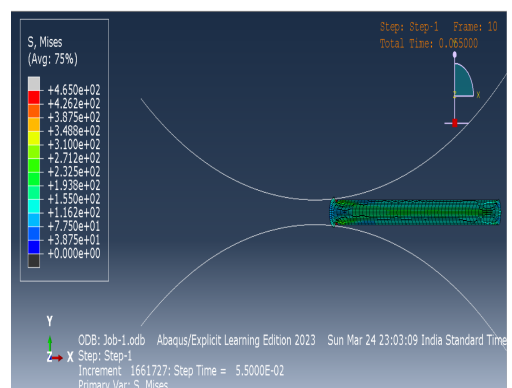 Step: Step-1 Frame: 10
Total Time: 0.065000
S, Mises
(Avg: 75%)
+4.650e+02
+4.262e+02
+3.875e+02
+3.488e+02
+3.100e+02
+2.712e+02
+2.325e+02
+1.938e+02
+1.550e+02
+1.162e+02
+7.750e+01
+3.875e+01
+0.000e+00
X
Y
Z X
ODB: Job-1.odb Abaqus/Explicit Learning Edition 2023 Sun Mar 24 23:03:09 India Standard Time
Step: Step-1
Increment 1661727: Step Time = 5.5000E-02
Primary Var: S, Mises